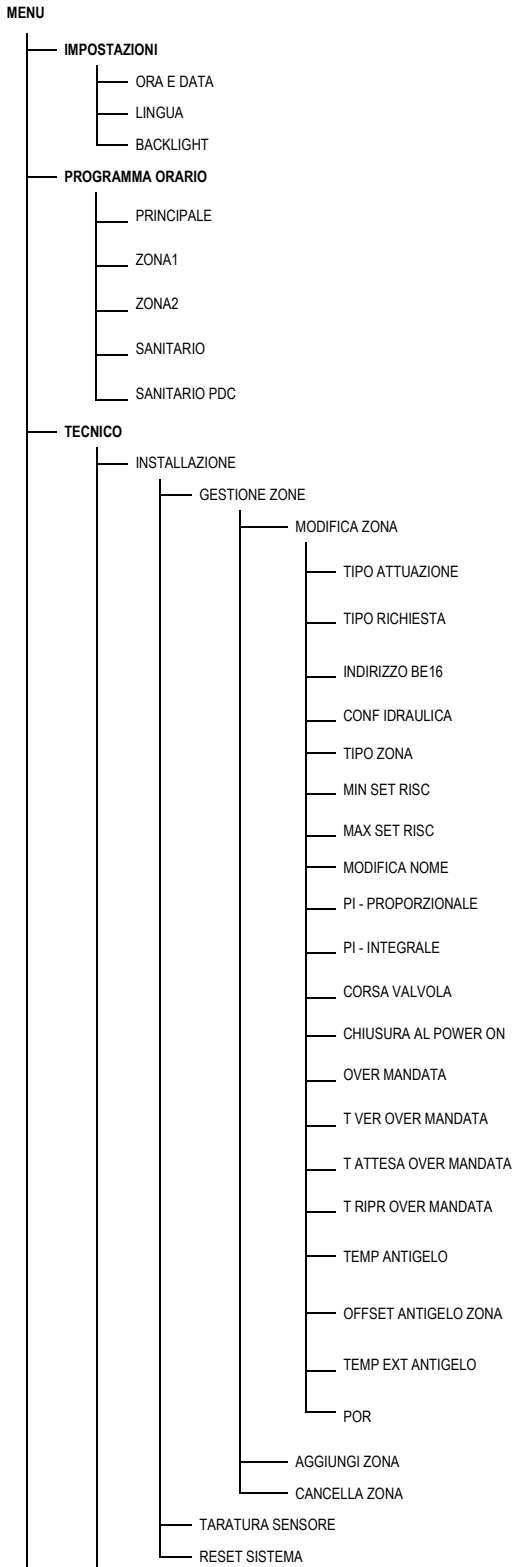 MENU
IMPOSTAZIONI
ORA E DATA
LINGUA
BACKLIGHT
PROGRAMMA ORARIO
PRINCIPALE
ZONA1
ZONA2
SANITARIO
SANITARIO PDC
TECNICO
INSTALLAZIONE
GESTIONE ZONE
MODIFICA ZONA
TIPO ATTUAZIONE
TIPO RICHIESTA
INDIRIZZO BE16
CONF IDRAULICA
TIPO ZONA
MIN SET RISC
MAX SET RISC
MODIFICA NOME
PI - PROPORZIONALE
PI - INTEGRALE
CORSA VALVOLA
CHIUSURA AL POWER ON
OVER MANDATA
T VER OVER MANDATA
T ATTESA OVER MANDATA
T RIPR OVER MANDATA
TEMP ANTIGELO
OFFSET ANTIGELO ZONA
TEMP EXT ANTIGELO
POR
AGGIUNGI ZONA
CANCELLA ZONA
TARATURA SENSORE
RESET SISTEMA